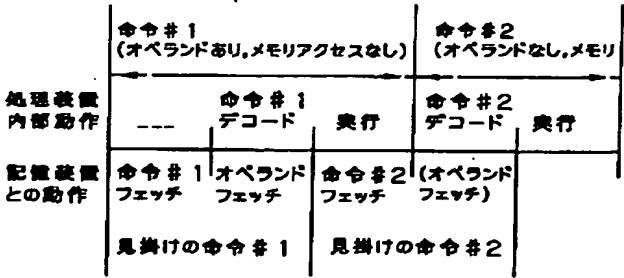 命令#1
(オペランドあり。メモリアクセスなし)
命令#2
(オペランドなし。メモリ
処理装置
内部動作
---
命令#1
デコード
実行
命令#2
デコード
実行
記憶装置
との動作
命令#1
フェッチ
オペランド
フェッチ
命令#2
フェッチ
(オペランド
フェッチ)
見掛けの命令#1
見掛けの命令#2